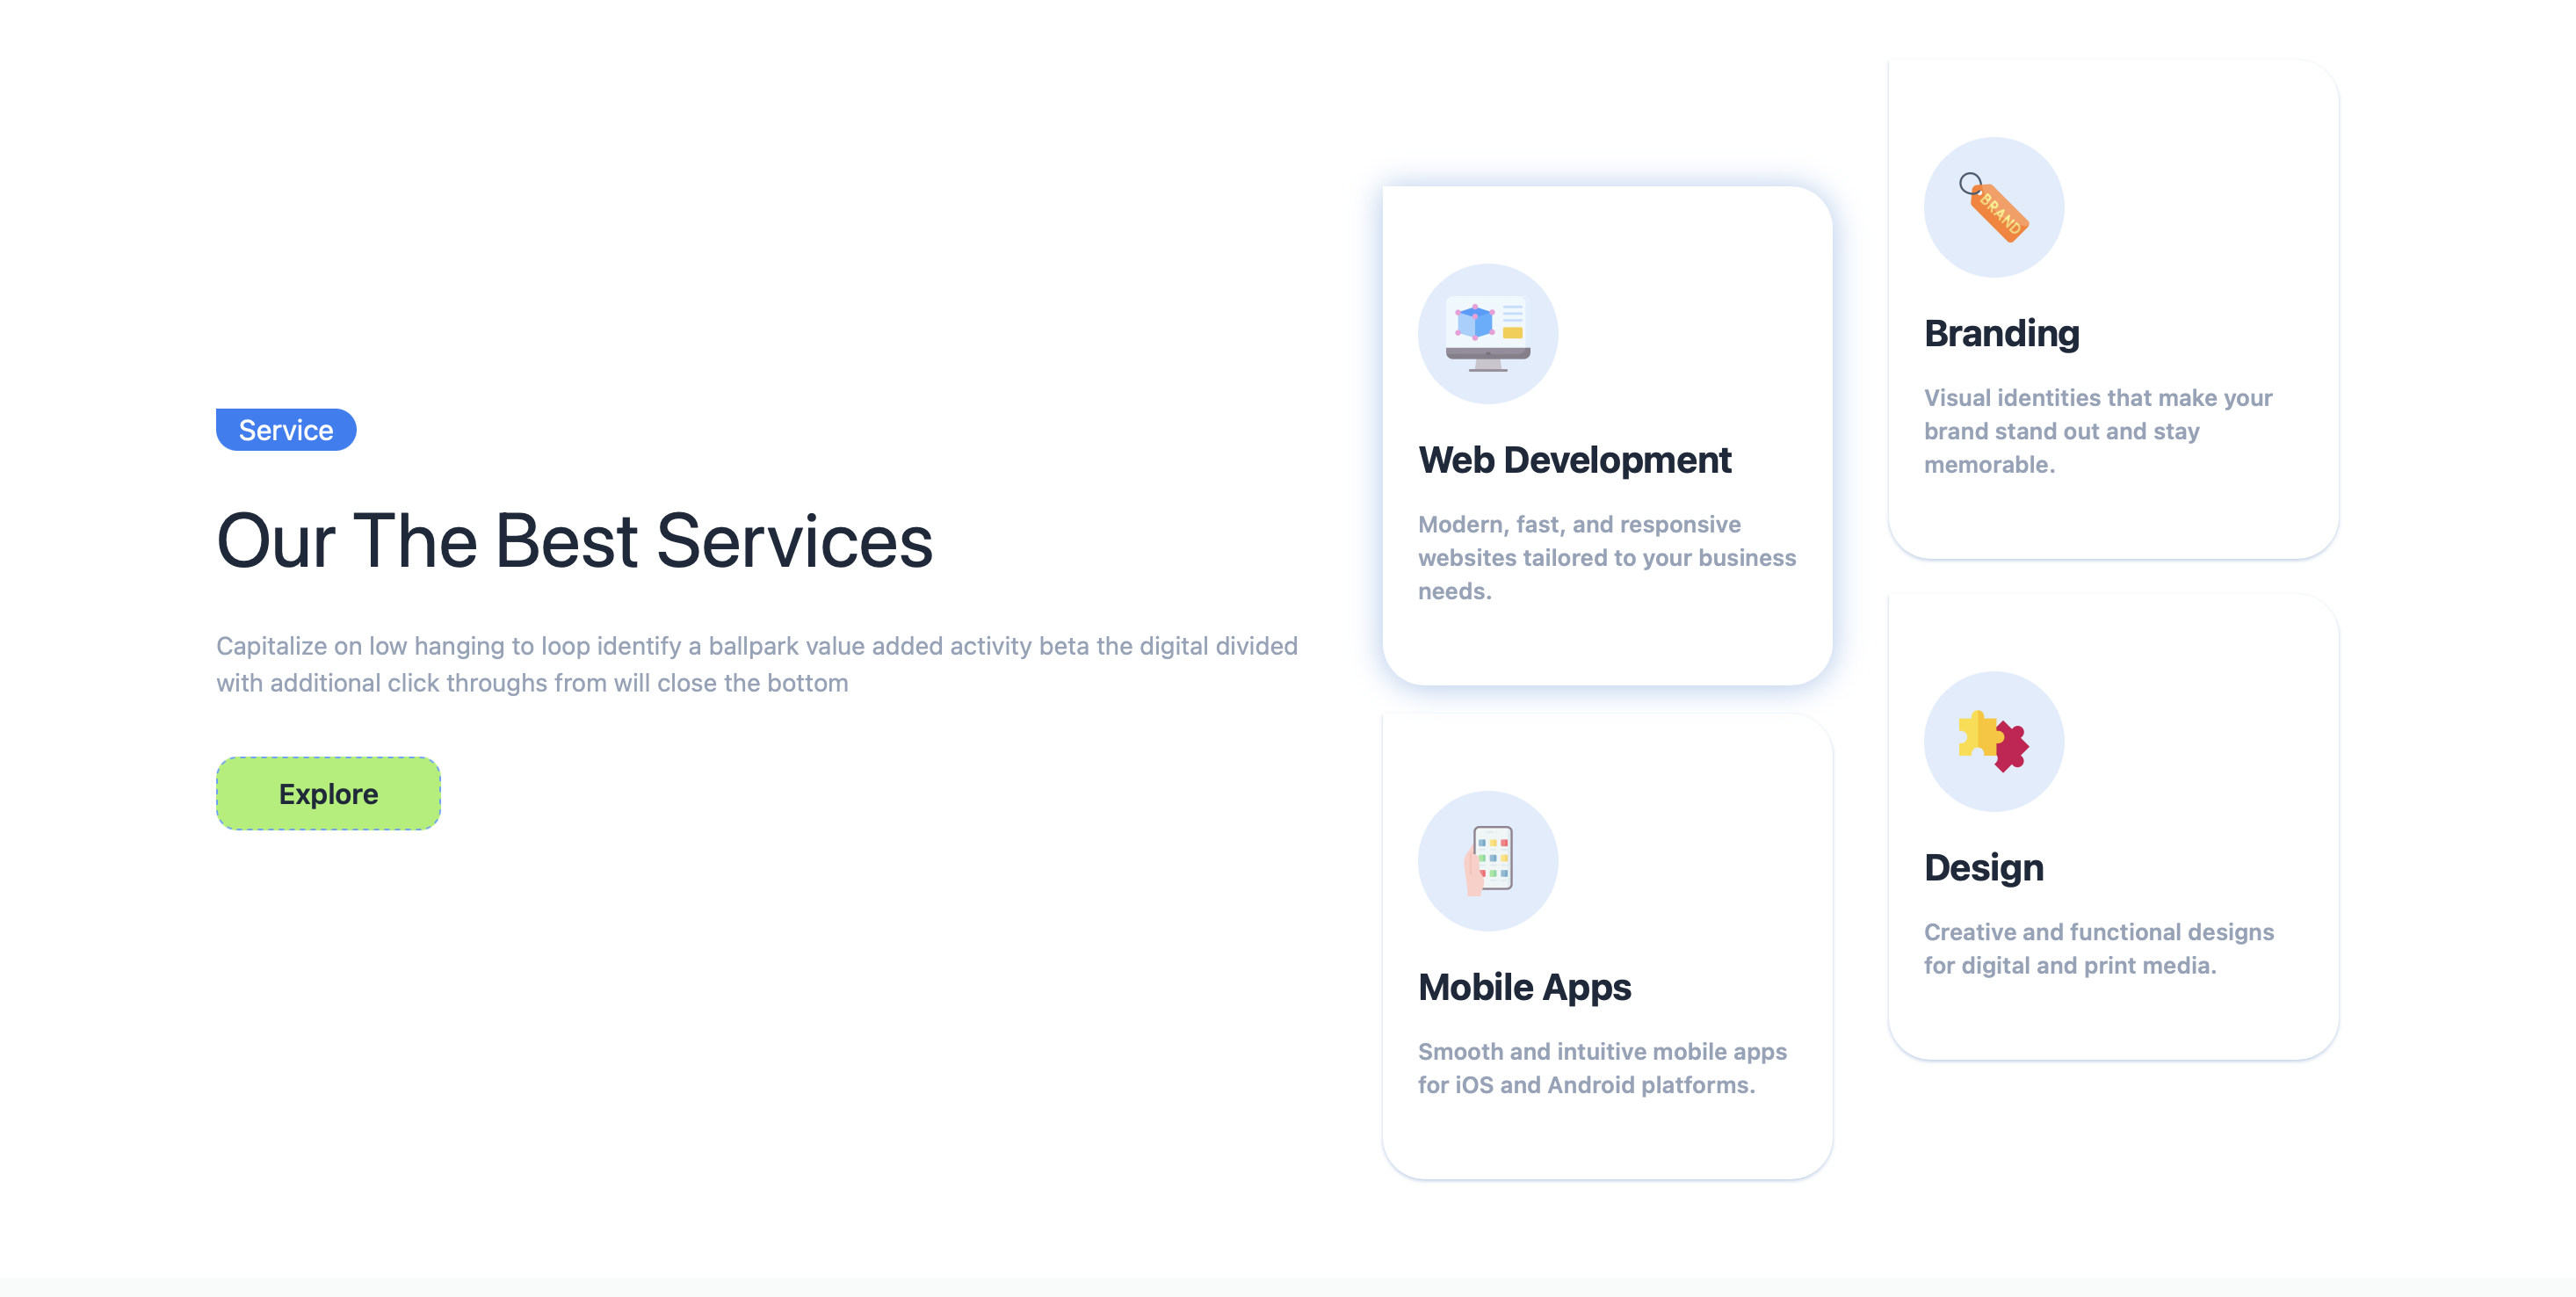 Service
Our The Best Services
Capitalize on low hanging to loop identify a ballpark value added activity beta the digital divided
with additional click throughs from will close the bottom
Explore
Web Development
Modern, fast, and responsive
websites tailored to your business
needs.
Mobile Apps
Smooth and intuitive mobile apps
for iOS and Android platforms.
BRAND
Branding
Visual identities that make your
brand stand out and stay
memorable.
Design
Creative and functional designs
for digital and print media.